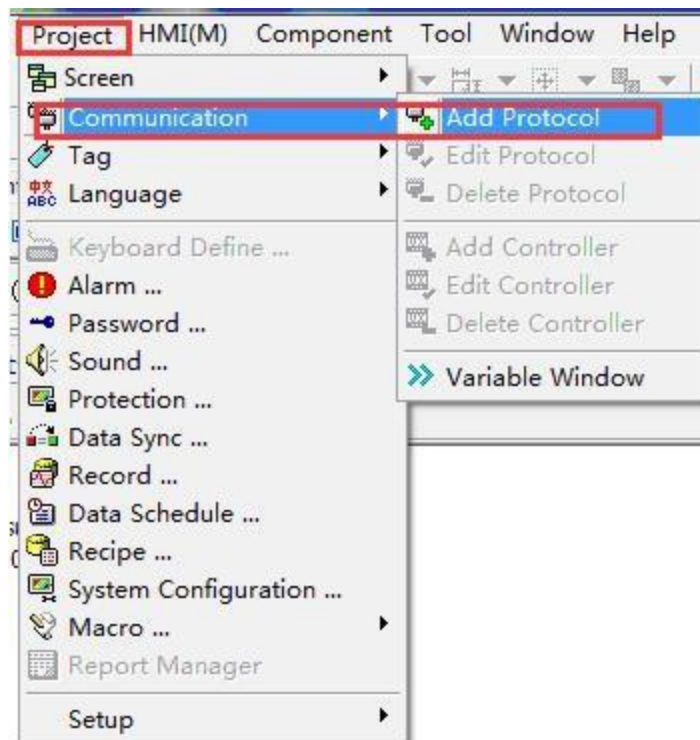 Project HMI(M) Component Tool Window Help
Screen
Communication
Tag
中文 ABC Language
Keyboard Define ...
Alarm ...
Password ...
Sound ...
Protection ...
Data Sync ...
Record ...
Data Schedule ...
Recipe ...
System Configuration ...
Macro ...
Report Manager
Setup
Add Protocol
Edit Protocol
Delete Protocol
Add Controller
Edit Controller
Delete Controller
Variable Window